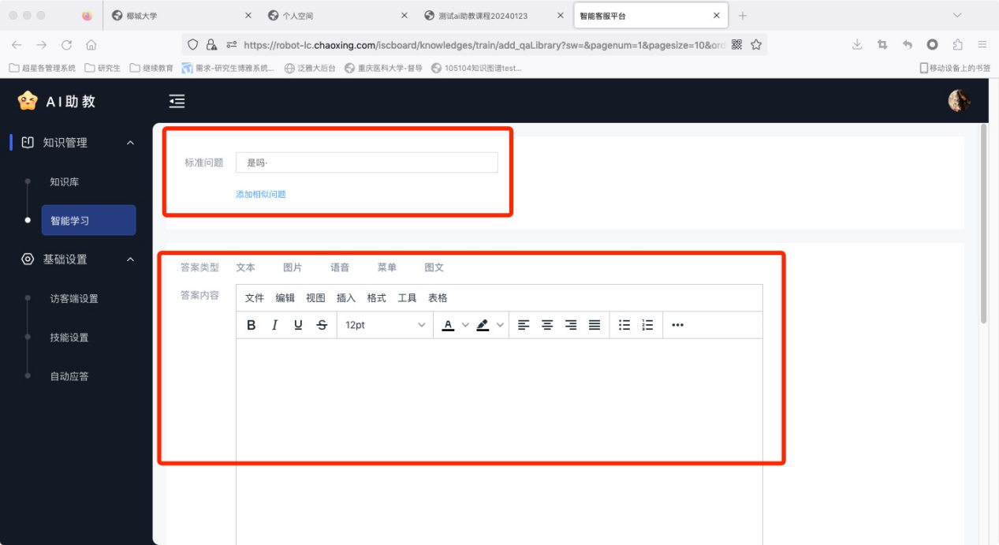 椰城大学
个人空间
测试ai助教课程20240123
智能客服平台
https://robot-lc.chaoxing.com/iscboard/knowledges/train/add_qaLibrary?sw=&pagenum=1&pagesize=10&ord
超星各管理系统 研究生 继续教育 需求-研究生博雅系统... 泛雅大后台 重庆医科大学-督导 105104知识图谱test... 移动设备上的书签
AI助教
知识管理
知识库
智能学习
基础设置
访客端设置
技能设置
自动应答
标准问题 是吗·
添加相似问题
答案类型 文本 图片 语音 菜单 图文
答案内容 文件 编辑 视图 插入 格式 工具 表格
B I U S 12pt A